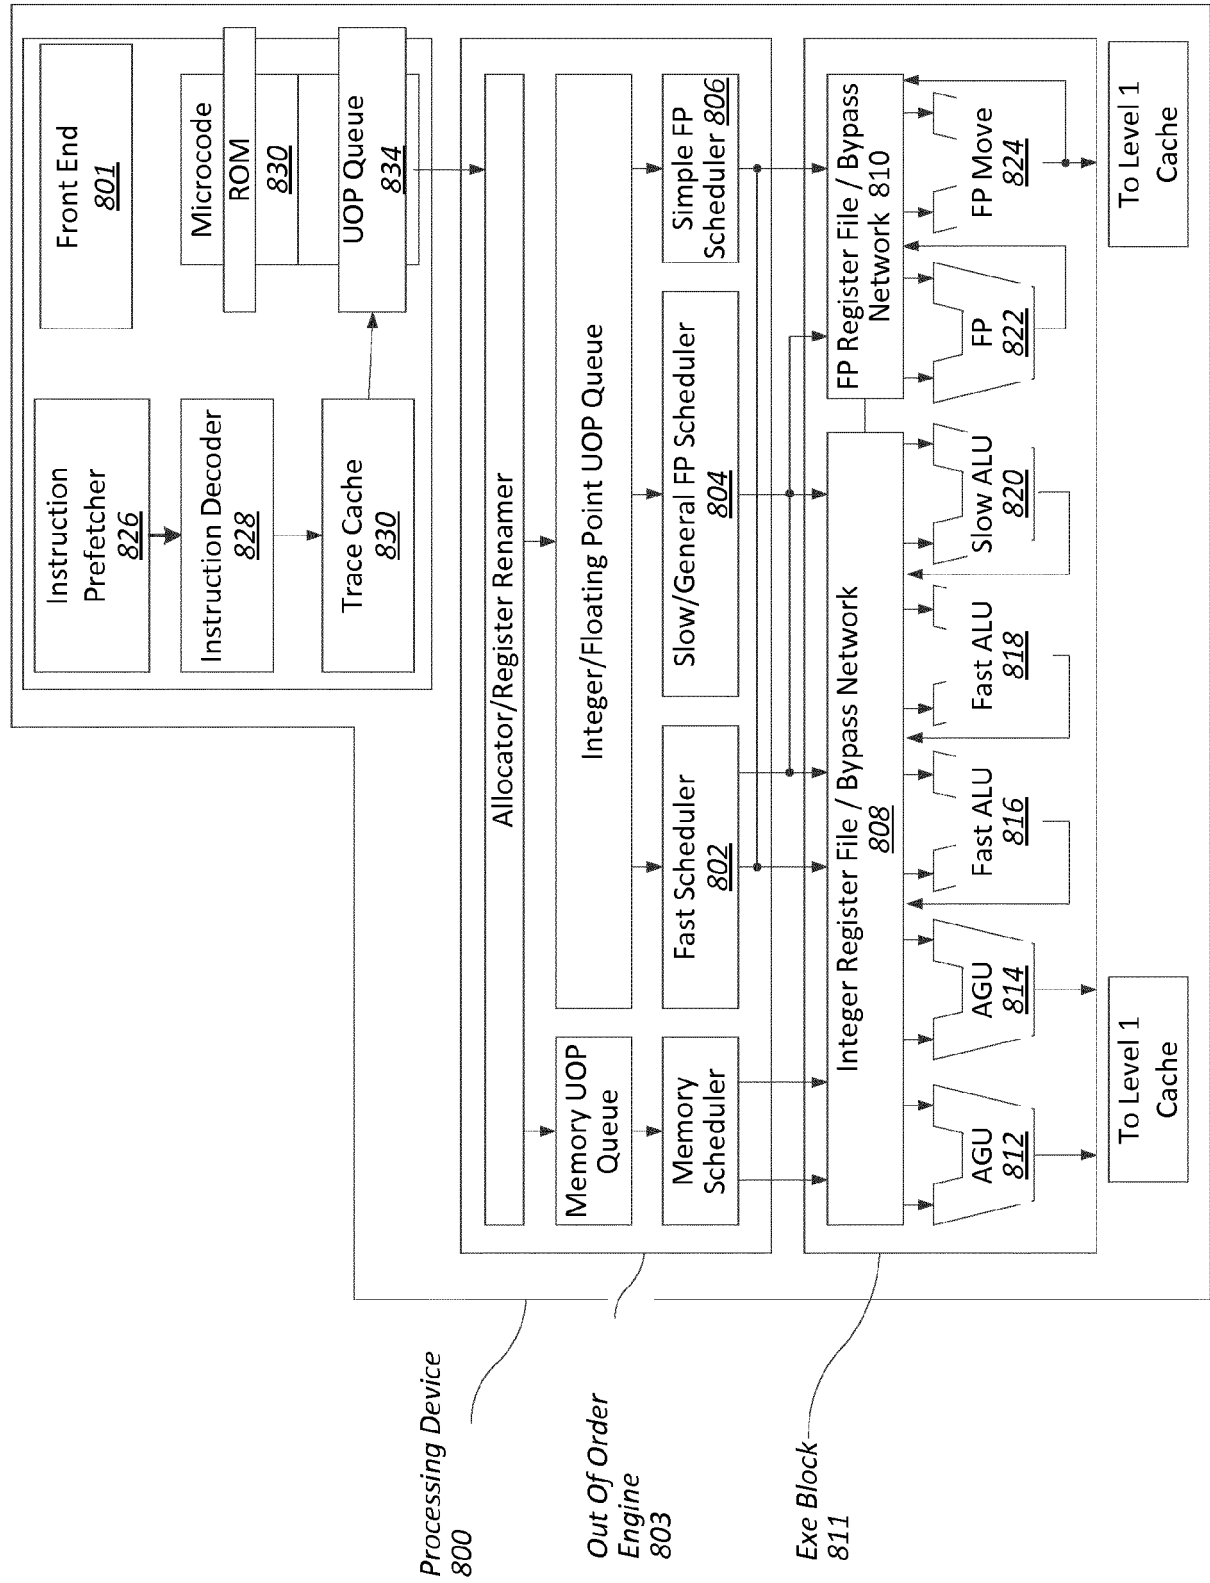 Front End
801
Instruction
Prefetcher
826
Microcode
ROM
830
Instruction Decoder
828
UOP Queue
834
Trace Cache
830
Allocator/Register Renamer
Memory UOP
Queue
Integer/Floating Point UOP Queue
Memory
Scheduler
Fast Scheduler
802
Slow/General FP Scheduler
804
Simple FP
Scheduler 806
Integer Register File / Bypass Network
808
FP Register File / Bypass
Network 810
AGU
812
AGU
814
Fast ALU
816
Fast ALU
818
Slow ALU
820
FP
822
FP Move
824
To Level 1
Cache
To Level 1
Cache
Processing Device
800
Out Of Order
Engine
803
Exe Block
811